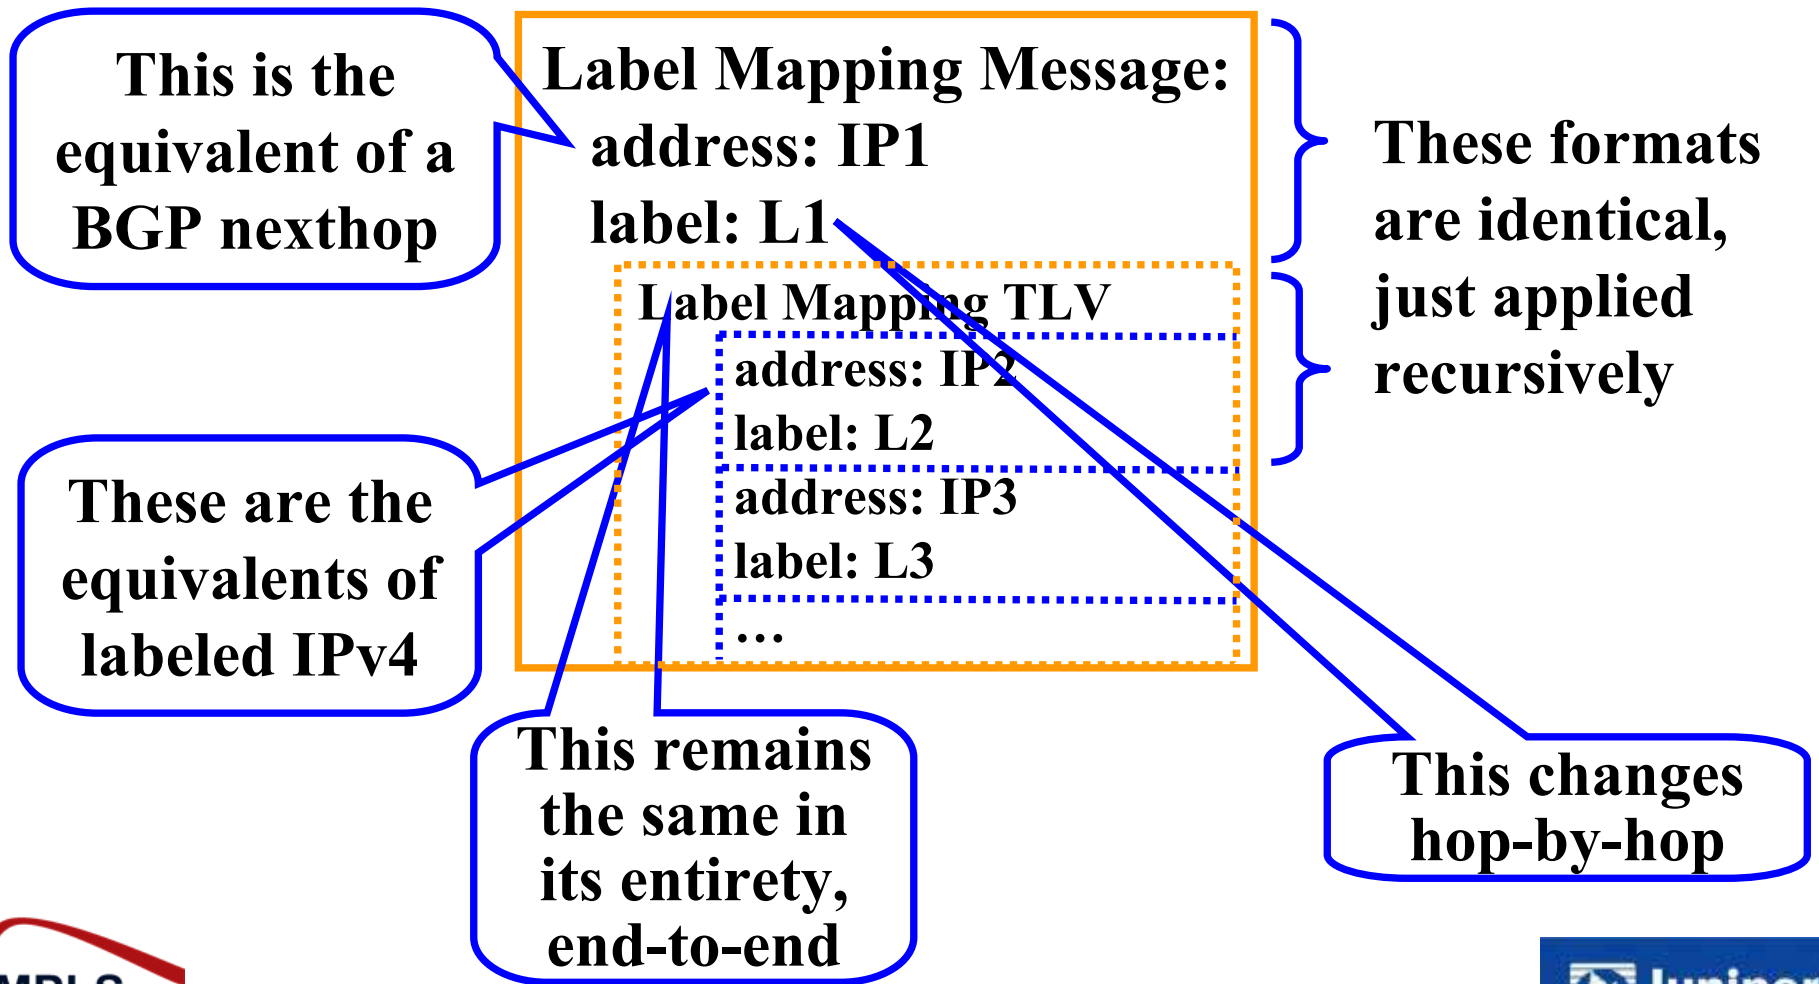 This is the
equivalent of a
BGP nexthop
Label Mapping Message:
address: IP1
label: L1
Label Mapping TLV
address: IP2
label: L2
address: IP3
label: L3
…
These formats
are identical,
just applied
recursively
These are the
equivalents of
labeled IPv4
This remains
the same in
its entirety,
end-to-end
This changes
hop-by-hop
MPLS
Juniper